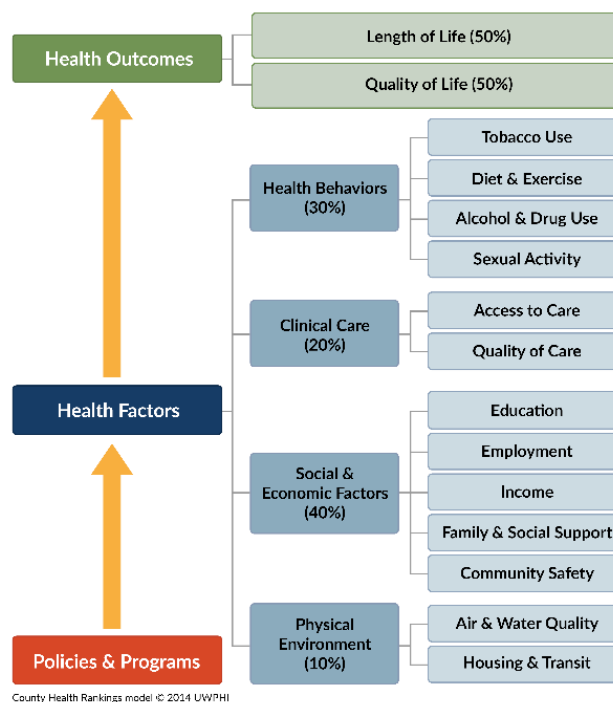 Health Outcomes
Length of Life (50%)
Quality of Life (50%)
Health Factors
Health Behaviors
(30%)
Tobacco Use
Diet & Exercise
Alcohol & Drug Use
Sexual Activity
Clinical Care
(20%)
Access to Care
Quality of Care
Social &
Economic Factors
(40%)
Education
Employment
Income
Family & Social Support
Community Safety
Physical
Environment
(10%)
Air & Water Quality
Housing & Transit
Policies & Programs
County Health Rankings model © 2014 UWPHI